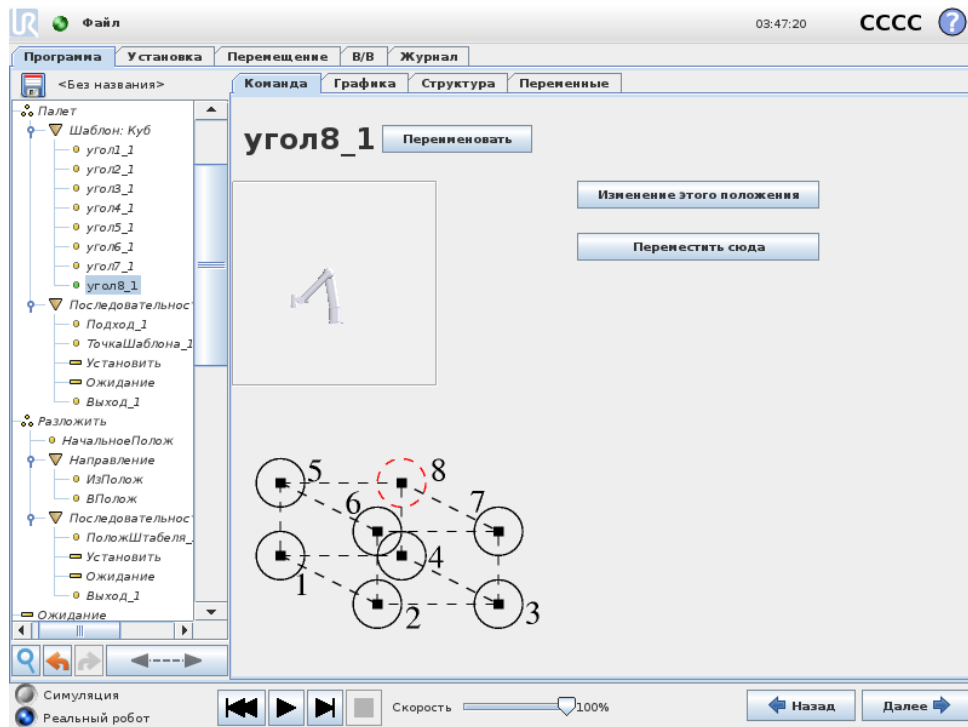 UR Файл 03:47:20 CCCC ?
Программа Установка Перемещение В/В Журнал
<Без названия> Команда Графика Структура Переменные
Палет
Шаблон: Куб
угол1_1
угол2_1
угол3_1
угол4_1
угол5_1
угол6_1
угол7_1
угол8_1
Последовательнос
Подход_1
ТочкаШаблона_1
Установить
Ожидание
Выход_1
Разложить
НачальноеПолож
Направление
ИзПолож
ВПолож
Последовательнос
ПоложШтабеля_
Установить
Ожидание
Выход_1
Ожидание
угол8_1 Переименовать
Изменение этого положения
Переместить сюда
5 8
6 7
4
1
2 3
Симуляция
Реальный робот
Скорость 100%
Назад Далее